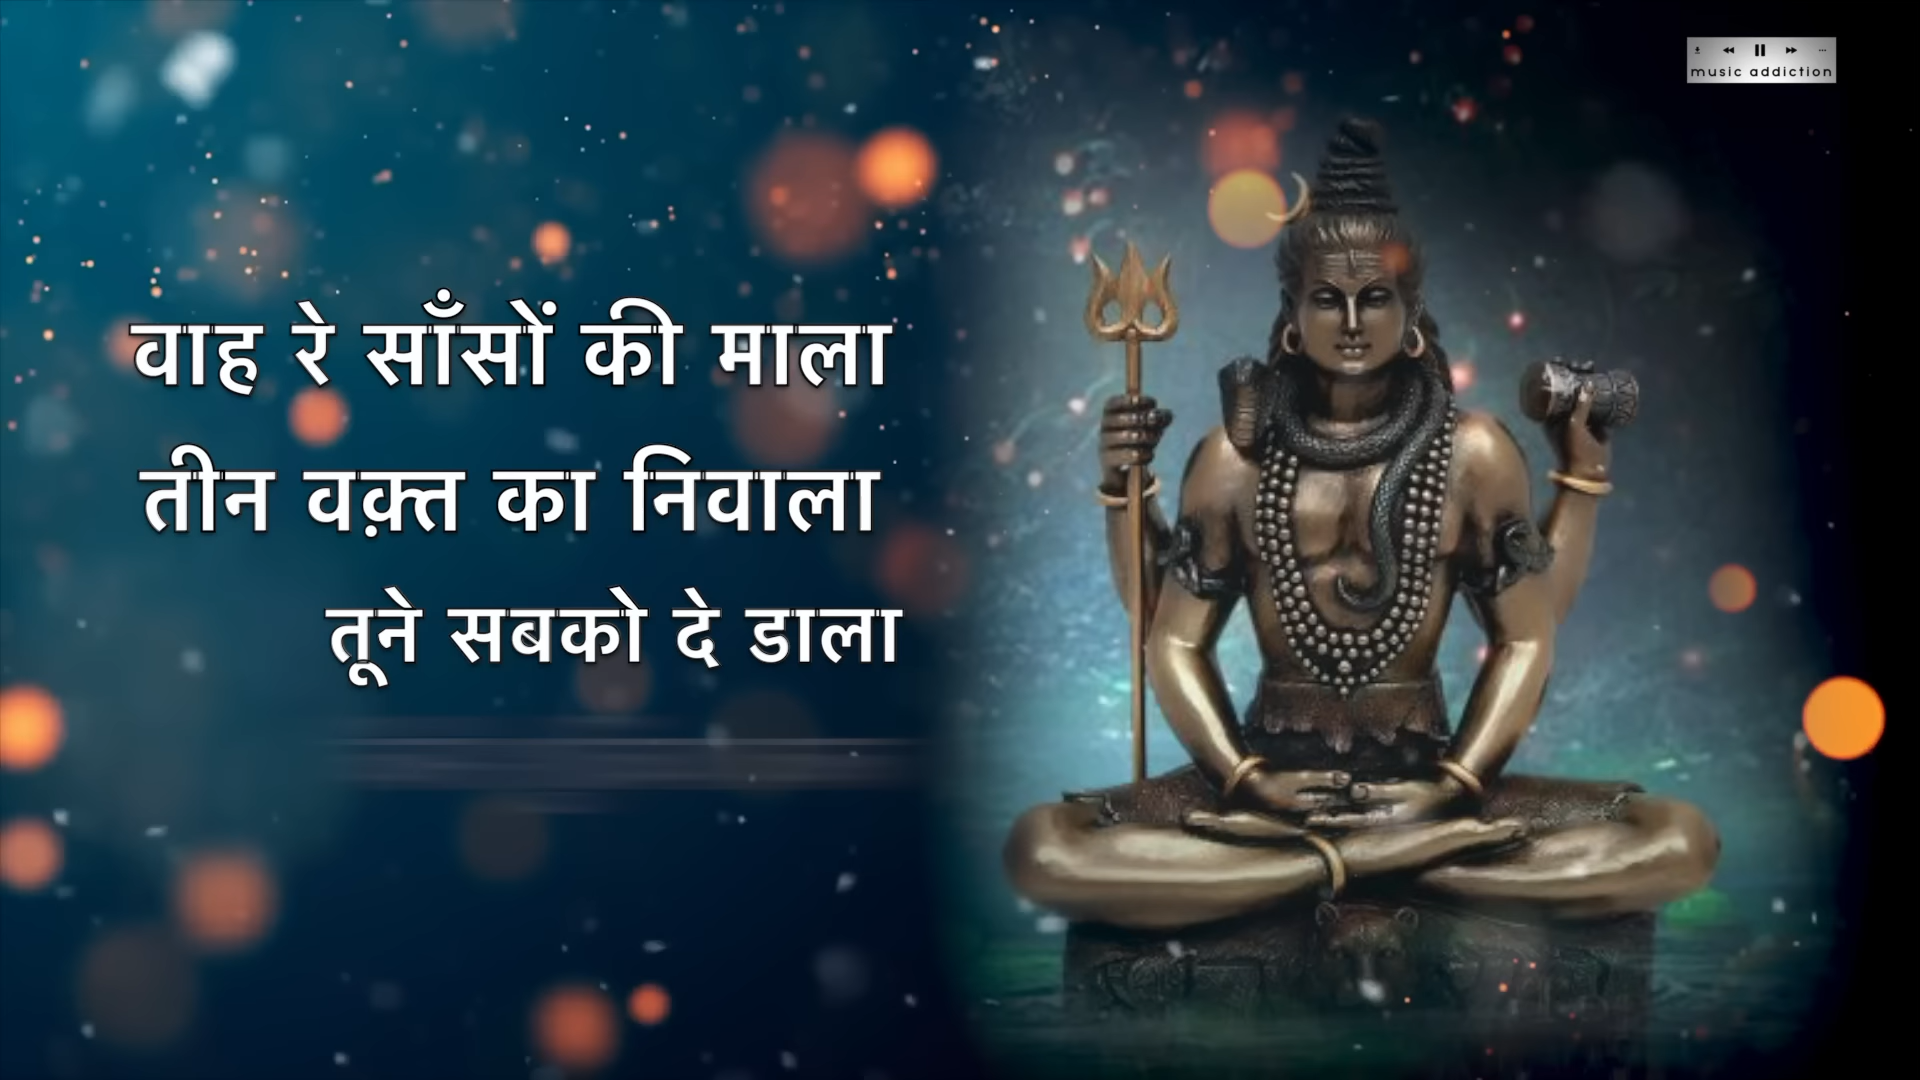 music addiction
वाह रे साँसों की माला
तीन वक़्त का निवाला
तूने सबको दे डाला